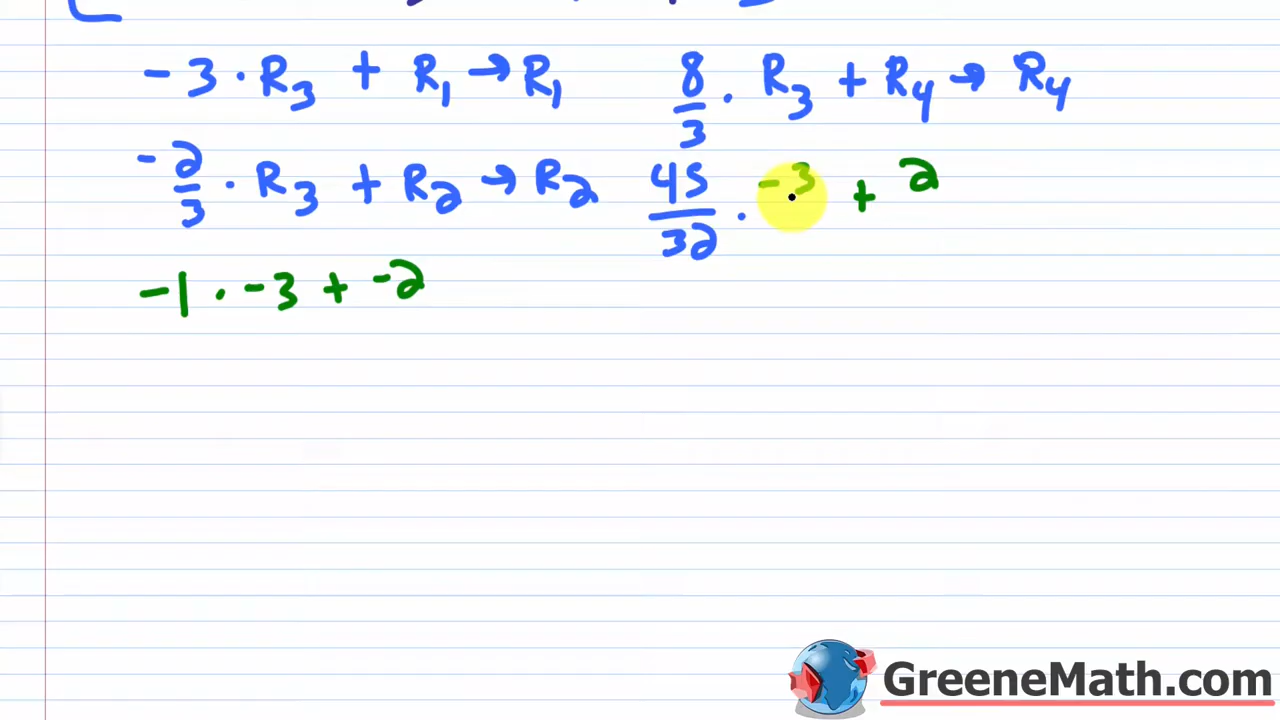 -3 · R₃ + R₁ → R₁
8/3 · R₃ + R₄ → R₄
-2/3 · R₃ + R₂ → R₂
45/32 · -3 + 2
-1 · -3 + -2
GreeneMath.com